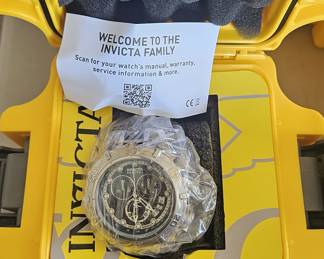 WELCOME TO THE
INVICTA FAMILY
Scan for your watch's manual, warranty,
service information & more.
CE
INVICTA